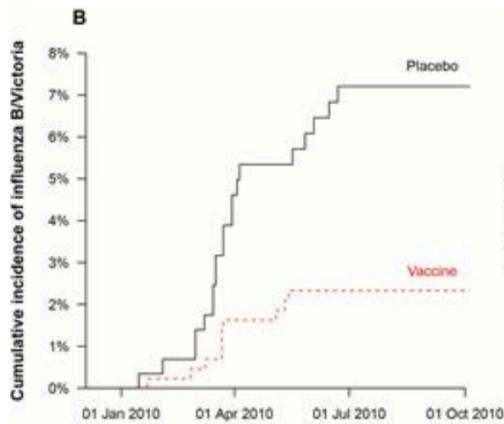 B
Cumulative incidence of influenza B/Victoria
8%
7%
6%
5%
4%
3%
2%
1%
0%
Placebo
Vaccine
01 Jan 2010
01 Apr 2010
01 Jul 2010
01 Oct 2010